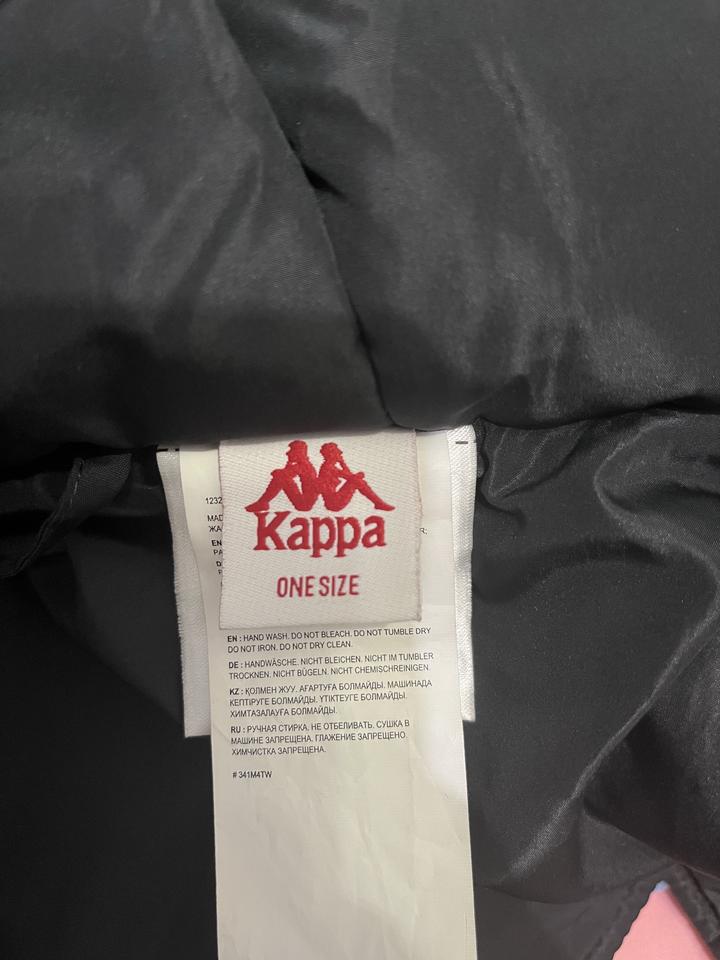 Kappa
ONE SIZE
1232
EN : HAND WASH. DO NOT BLEACH. DO NOT TUMBLE DRY
DO NOT IRON. DO NOT DRY CLEAN.
DE : HANDWÄSCHE. NICHT BLEICHEN. NICHT IM TUMBLER
TROCKNEN. NICHT BÜGELN. NICHT CHEMISCHREINIGEN.
KZ : ҚОЛМЕН ЖУУ. АҒАРТУҒА БОЛМАЙДЫ. МАШИНАДА
КЕПТІРУГЕ БОЛМАЙДЫ. ҮТІКТЕУГЕ БОЛМАЙДЫ.
ХИМТАЗАЛАУҒА БОЛМАЙДЫ.
RU : РУЧНАЯ СТИРКА, НЕ ОТБЕЛИВАТЬ. СУШКА В
МАШИНЕ ЗАПРЕЩЕНА. ГЛАЖЕНИЕ ЗАПРЕЩЕНО.
ХИМЧИСТКА ЗАПРЕЩЕНА.
# 341M4TW